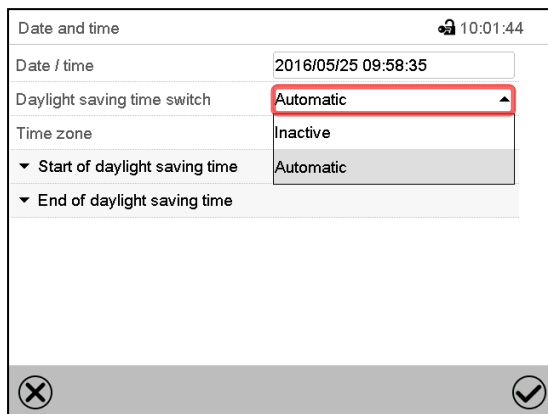 Date and time 10:01:44
Date / time 2016/05/25 09:58:35
Daylight saving time switch Automatic
Time zone Inactive
Start of daylight saving time Automatic
End of daylight saving time